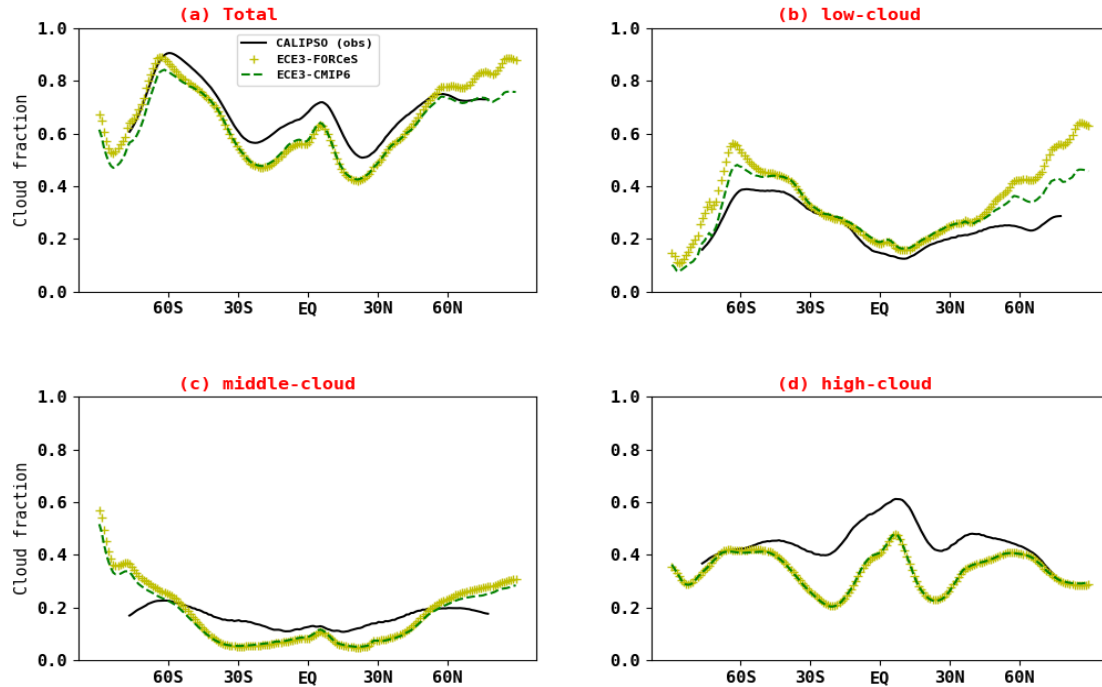 (a) Total
1.0
0.8
0.6
0.4
0.2
0.0
Cloud fraction
60S 30S EQ 30N 60N
CALIPSO (obs)
ECE3-FORCeS
ECE3-CMIP6
(b) low-cloud
1.0
0.8
0.6
0.4
0.2
0.0
60S 30S EQ 30N 60N
(c) middle-cloud
1.0
0.8
0.6
0.4
0.2
0.0
Cloud fraction
60S 30S EQ 30N 60N
(d) high-cloud
1.0
0.8
0.6
0.4
0.2
0.0
60S 30S EQ 30N 60N